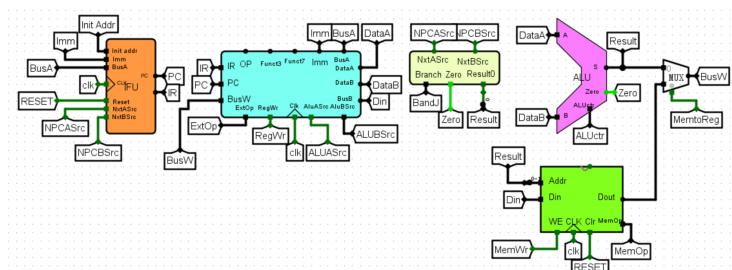 Init Addr
Imm
BusA
clk
RESET
NPCASrc
NPCBSrc
Init addr
Imm
BusA
CLK
IFU
PC
IR
Reset
NxtASrc
NxtBSrc
PC
IR
Imm
BusA
DataA
IR
PC
BusW
IR OP
Funct3
Funct7
Imm
BusA
DataA
PC
DataB
BusW
BusB
Din
ExtOp
RegWr
Clk
AluASrc
AluBSrc
DataB
Din
ExtOp
RegWr
clk
ALUASrc
ALUBSrc
NPCASrc
NPCBSrc
NxtASrc
NxtBSrc
Branch
Zero
Result0
BandJ
Zero
Result
DataA
A
S
ALU
Zero
ALUctr
B
DataB
Result
Zero
ALUctr
MUX
BusW
MemtoReg
Result
Din
Addr
Din
Dout
WE
CLK
Clr
MemOp
MemWr
clk
RESET
MemOp